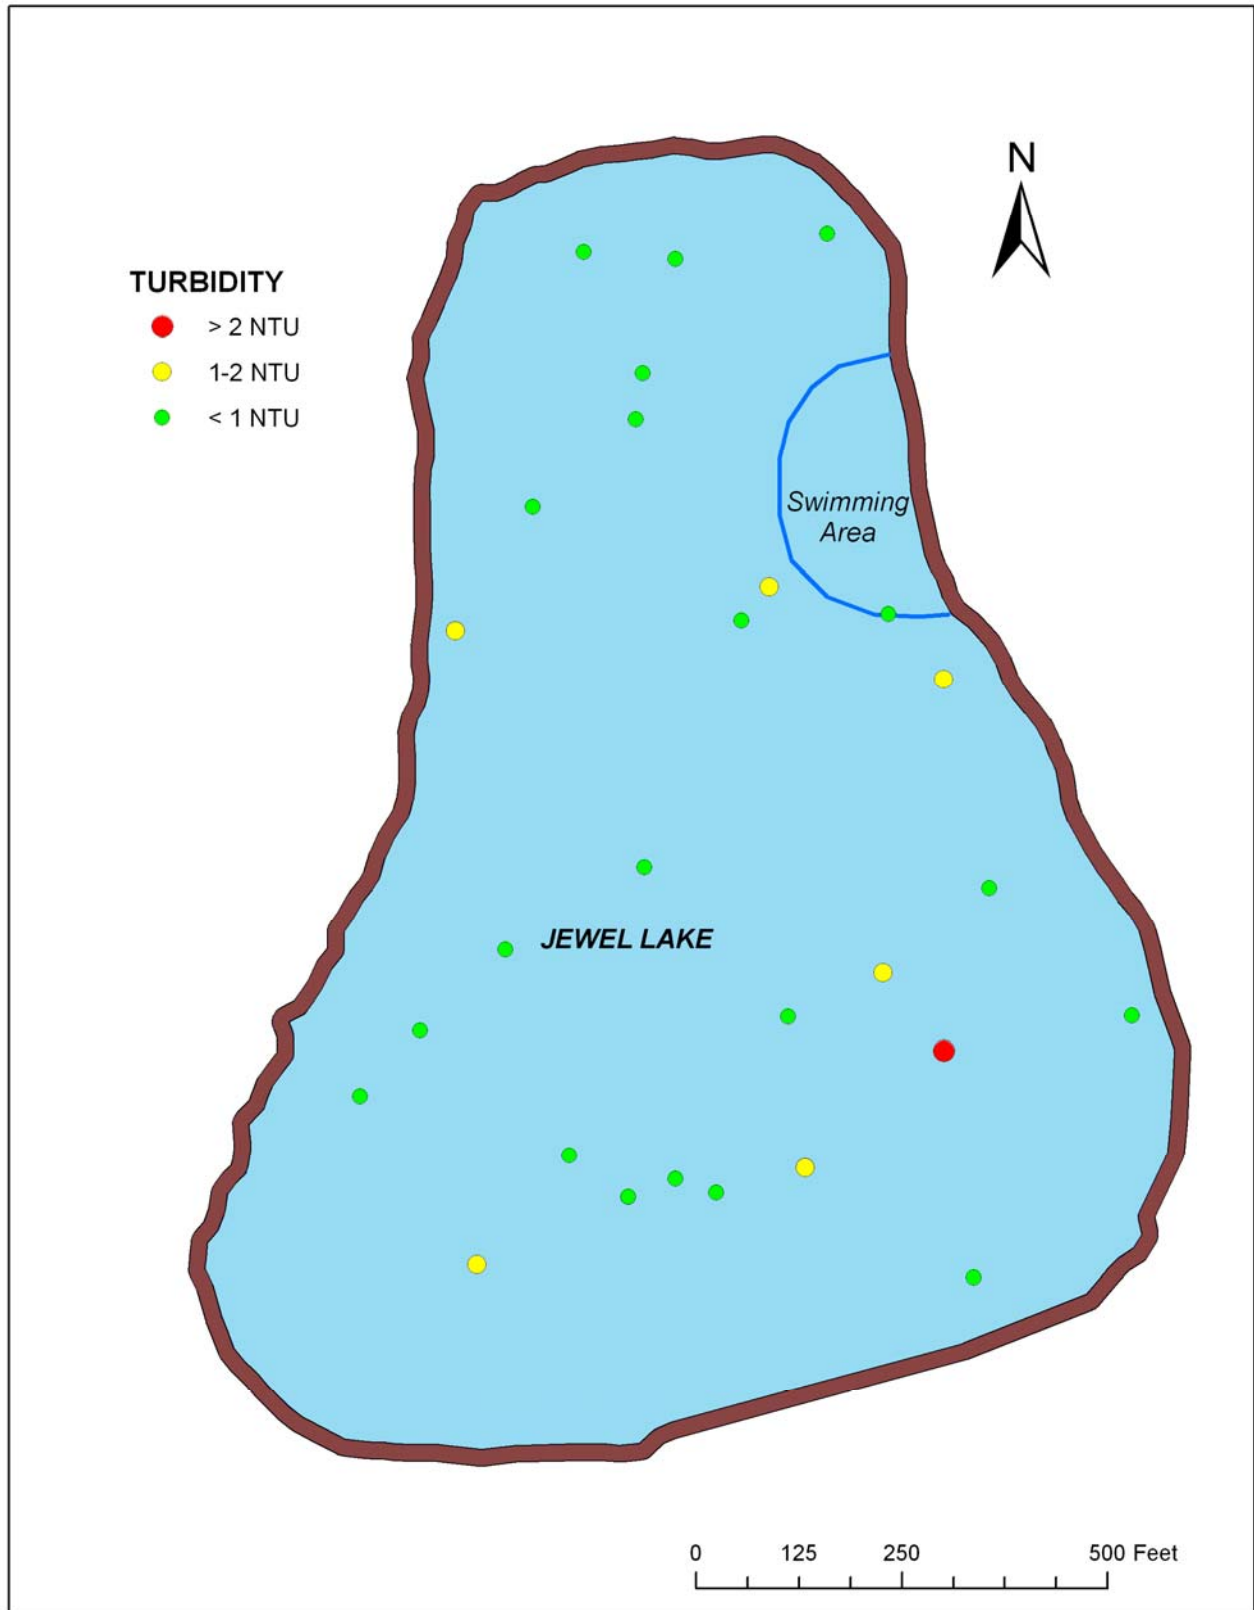 N
TURBIDITY
> 2 NTU
1-2 NTU
< 1 NTU
Swimming
Area
JEWEL LAKE
0 125 250 500 Feet